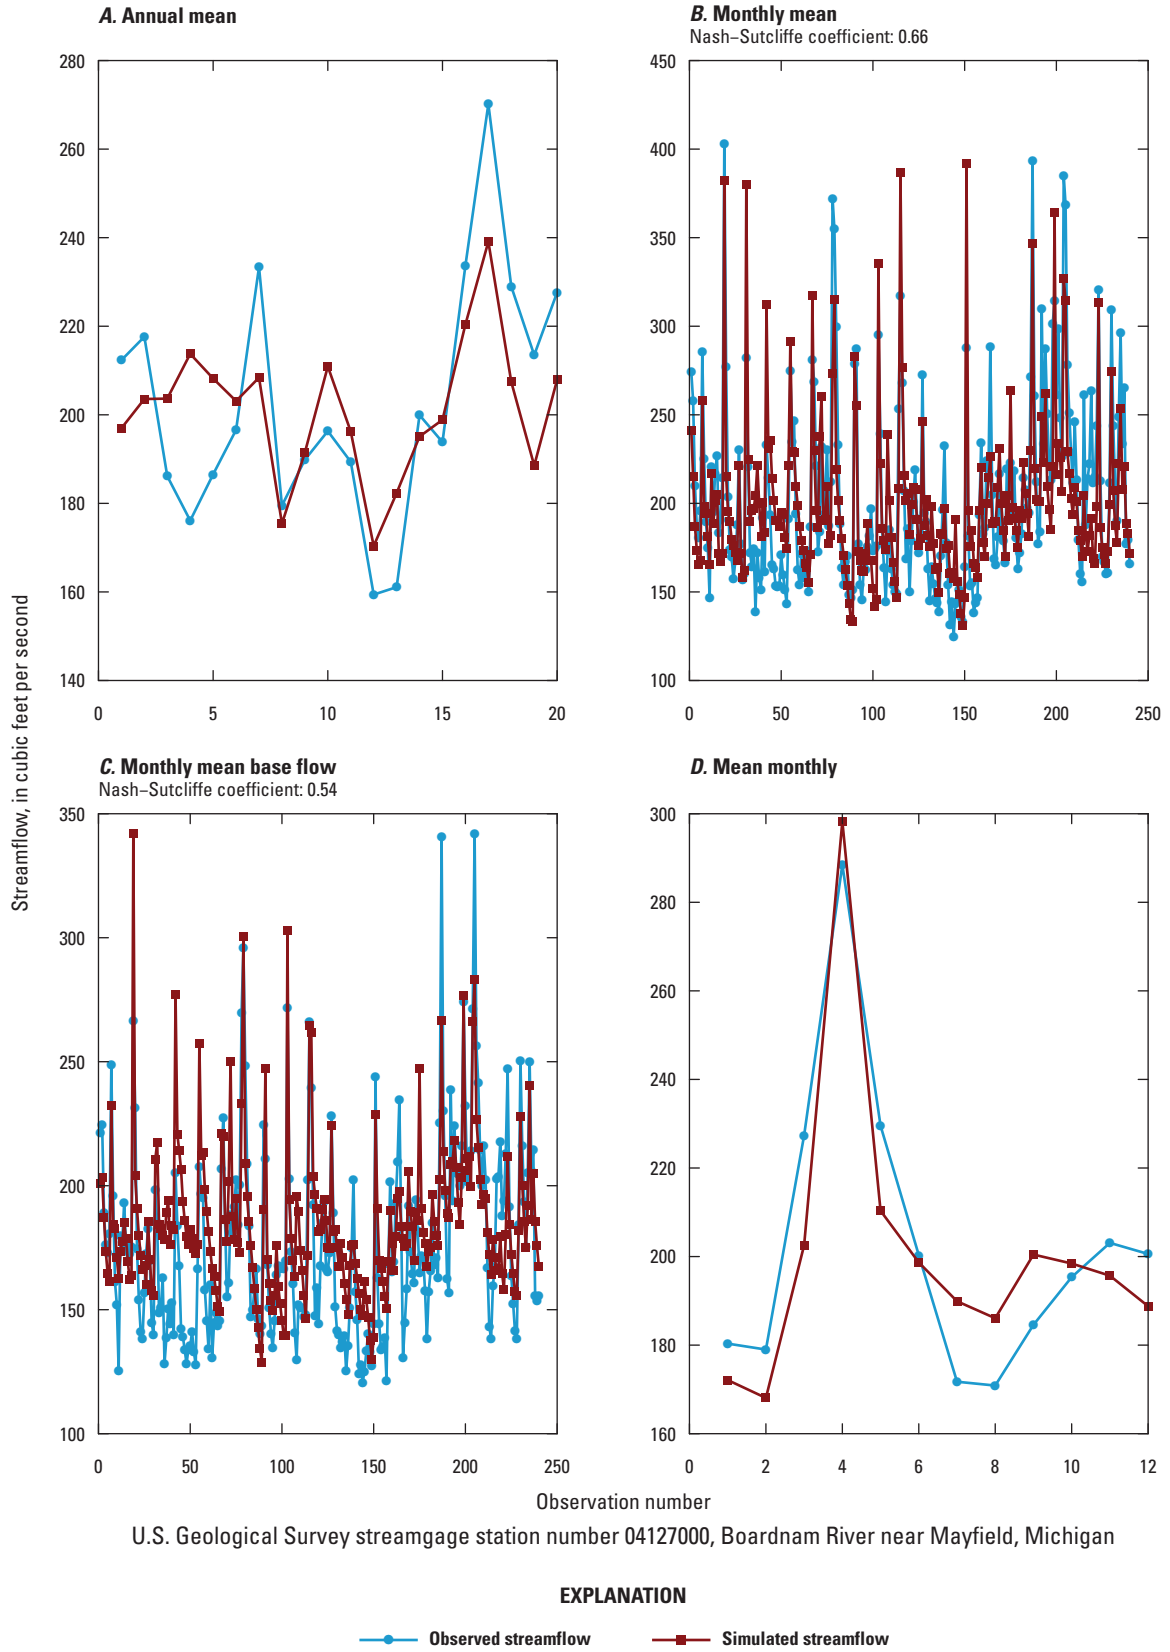 A. Annual mean
280
260
240
220
200
180
160
140
0 5 10 15 20
B. Monthly mean
Nash–Sutcliffe coefficient: 0.66
450
400
350
300
250
200
150
100
0 50 100 150 200 250
Streamflow, in cubic feet per second
C. Monthly mean base flow
Nash–Sutcliffe coefficient: 0.54
350
300
250
200
150
100
0 50 100 150 200 250
D. Mean monthly
300
280
260
240
220
200
180
160
0 2 4 6 8 10 12
Observation number
U.S. Geological Survey streamgage station number 04127000, Boardnam River near Mayfield, Michigan
EXPLANATION
Observed streamflow
Simulated streamflow